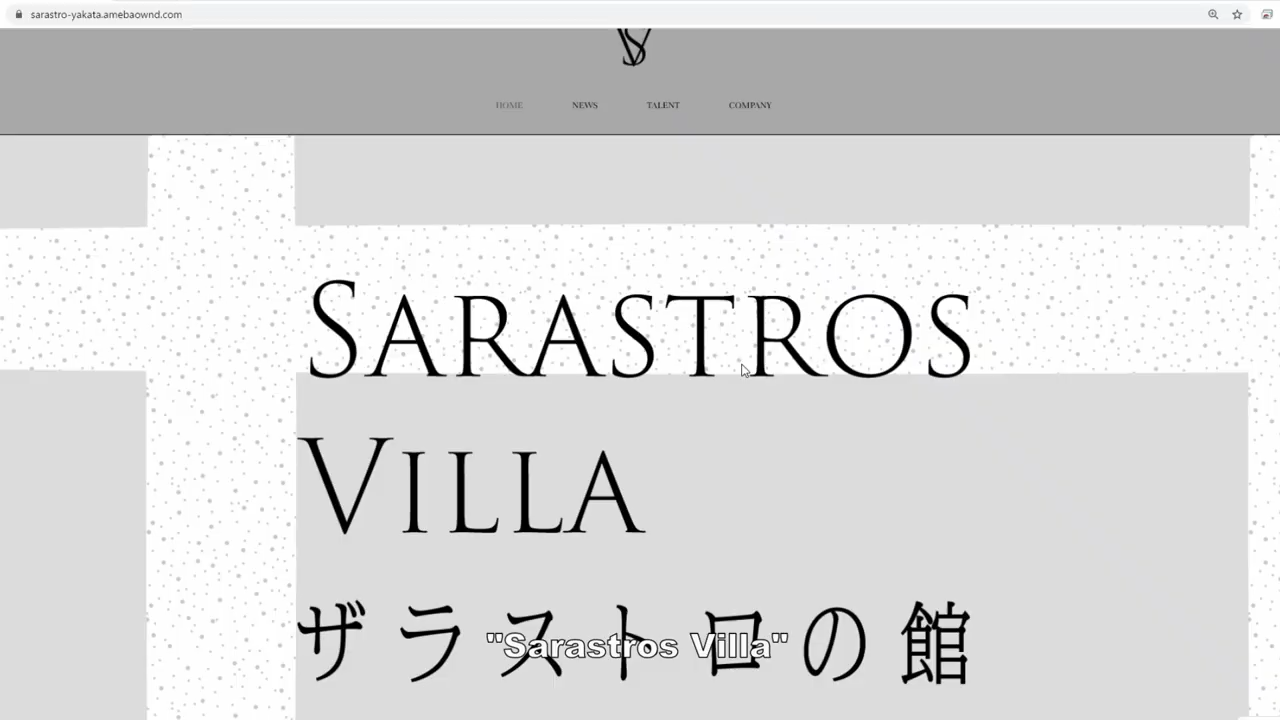 sarastro-yakata.amebaownd.com
VS
HOME NEWS TALENT COMPANY
SARASTROS
VILLA
ザラストロの館
"Sarastros Villa"